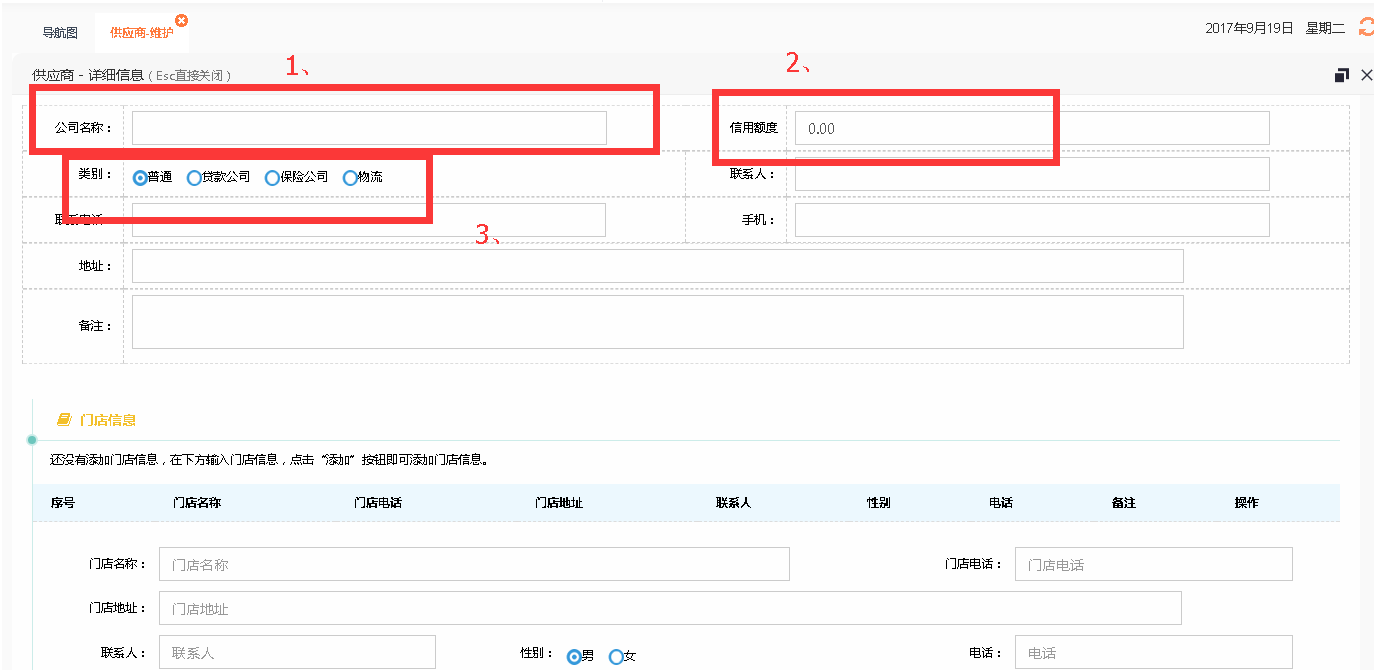 导航图 供应商-维护 2017年9月19日 星期二
供应商 - 详细信息 ( Esc直接关闭 ) 1、 2、
公司名称： 信用额度 0.00
类别： 普通 贷款公司 保险公司 物流 联系人：
联系电话 手机：
3、
地址：
备注：
门店信息
还没有添加门店信息，在下方输入门店信息，点击“添加”按钮即可添加门店信息。
序号 门店名称 门店电话 门店地址 联系人 性别 电话 备注 操作
门店名称： 门店名称 门店电话： 门店电话
门店地址： 门店地址
联系人： 联系人 性别： 男 女 电话： 电话